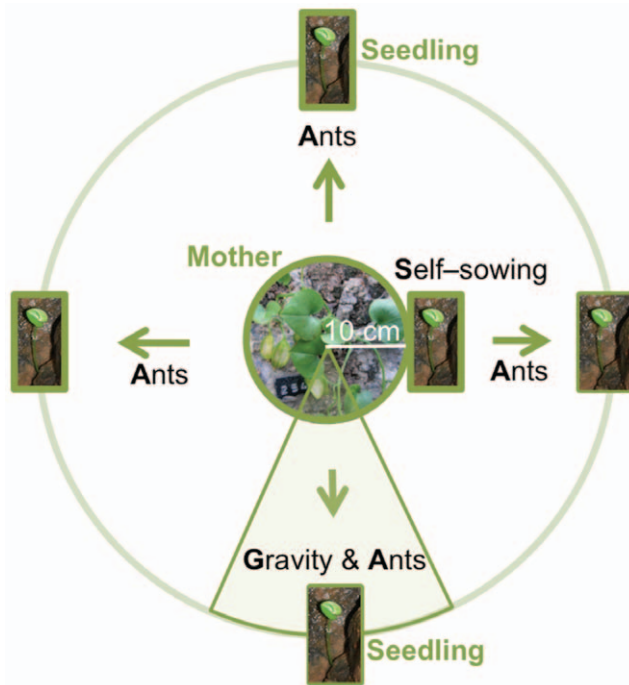 Seedling
Ants
Mother
Self–sowing
10 cm
Ants
Ants
Gravity & Ants
Seedling